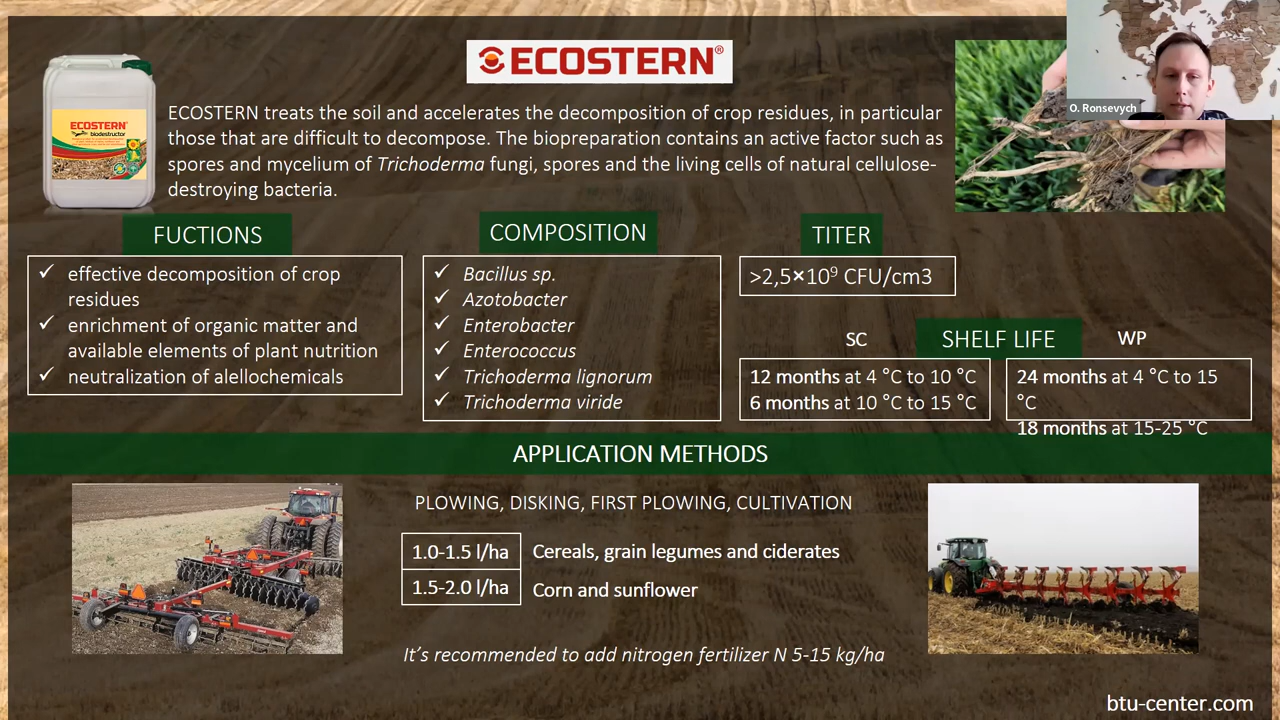 ECOSTERN®
O. Ronsevych
ECOSTERN®
biodestructor
ECOSTERN treats the soil and accelerates the decomposition of crop residues, in particular
those that are difficult to decompose. The biopreparation contains an active factor such as
spores and mycelium of Trichoderma fungi, spores and the living cells of natural cellulose-
destroying bacteria.
FUCTIONS
✓ effective decomposition of crop
residues
✓ enrichment of organic matter and
available elements of plant nutrition
✓ neutralization of alellochemicals
COMPOSITION
✓ Bacillus sp.
✓ Azotobacter
✓ Enterobacter
✓ Enterococcus
✓ Trichoderma lignorum
✓ Trichoderma viride
TITER
>2,5×10⁹ CFU/cm3
SC
SHELF LIFE
WP
12 months at 4 °C to 10 °C
6 months at 10 °C to 15 °C
24 months at 4 °C to 15
°C
18 months at 15-25 °C
APPLICATION METHODS
PLOWING, DISKING, FIRST PLOWING, CULTIVATION
1.0-1.5 l/ha Cereals, grain legumes and ciderates
1.5-2.0 l/ha Corn and sunflower
It's recommended to add nitrogen fertilizer N 5-15 kg/ha
btu-center.com